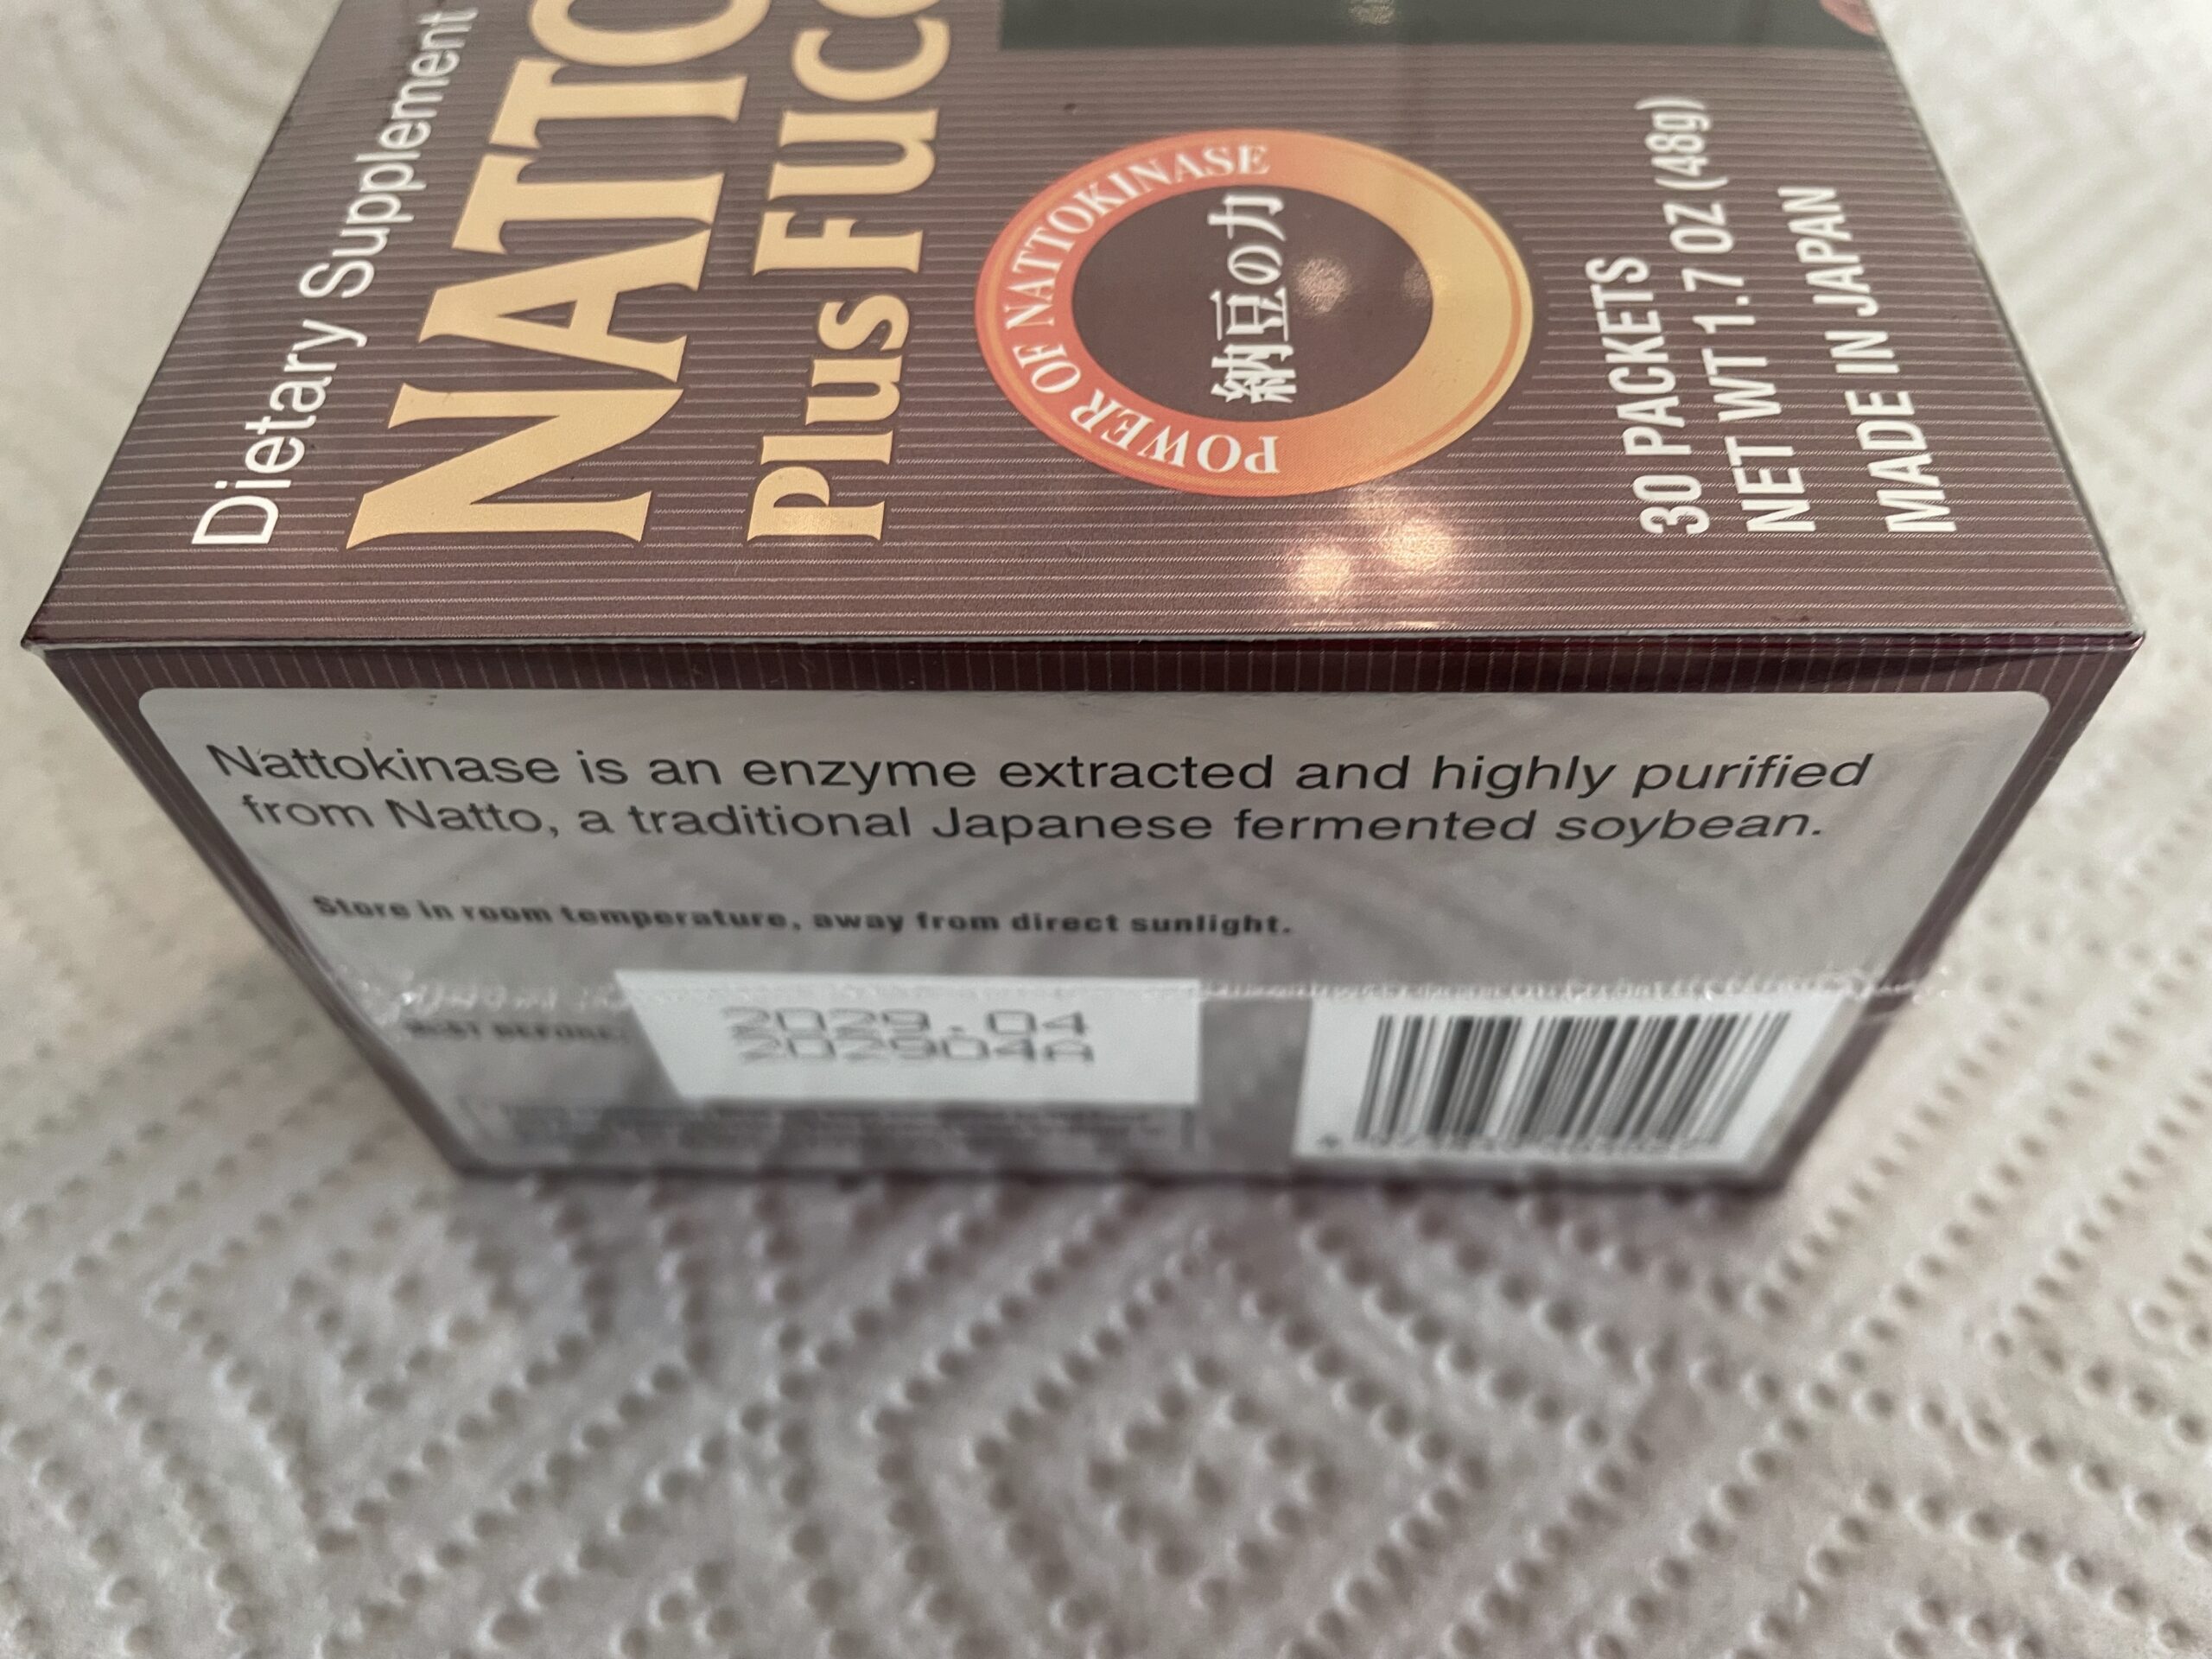 Dietary Supplement
NATTO
Plus FUCO
POWER OF NATTOKINASE
納豆の力
30 PACKETS
NET WT 1.7 OZ (48g)
MADE IN JAPAN
Nattokinase is an enzyme extracted and highly purified
from Natto, a traditional Japanese fermented soybean.
Store in room temperature, away from direct sunlight.
BEST BEFORE:
2029.04
202904A